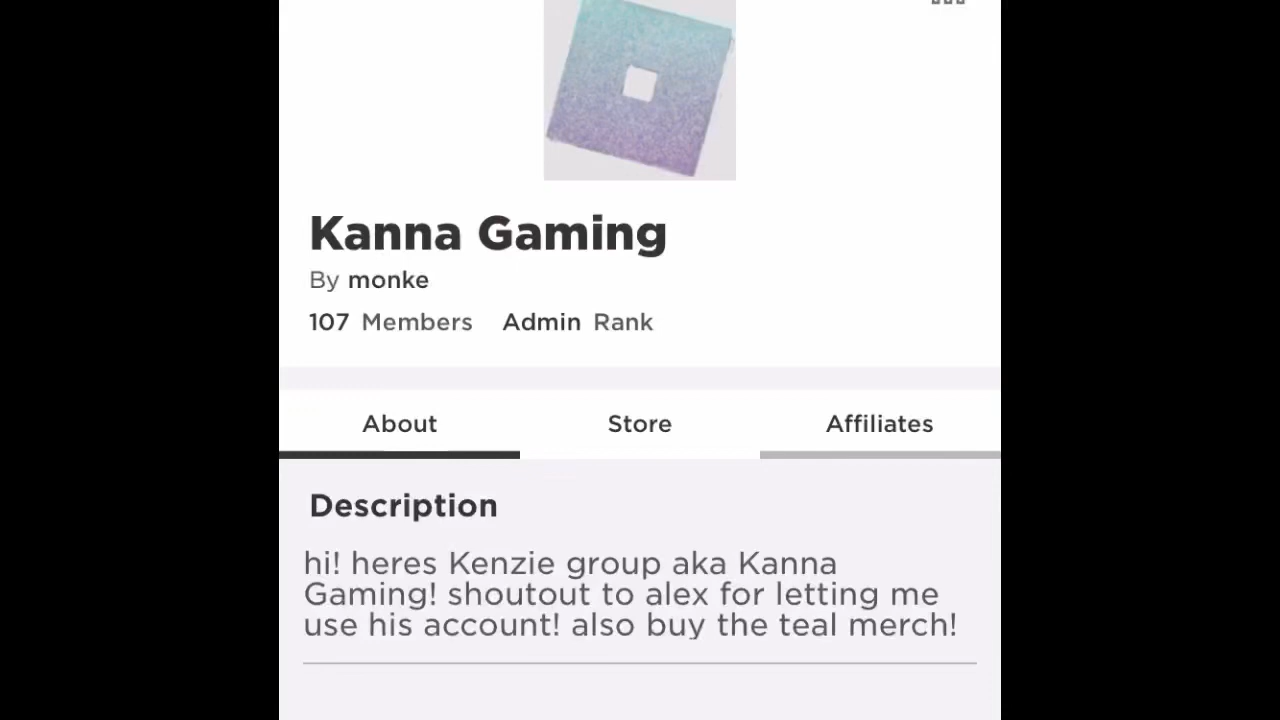 Kanna Gaming
By monke
107 Members Admin Rank
About Store Affiliates
Description
hi! heres Kenzie group aka Kanna
Gaming! shoutout to alex for letting me
use his account! also buy the teal merch!